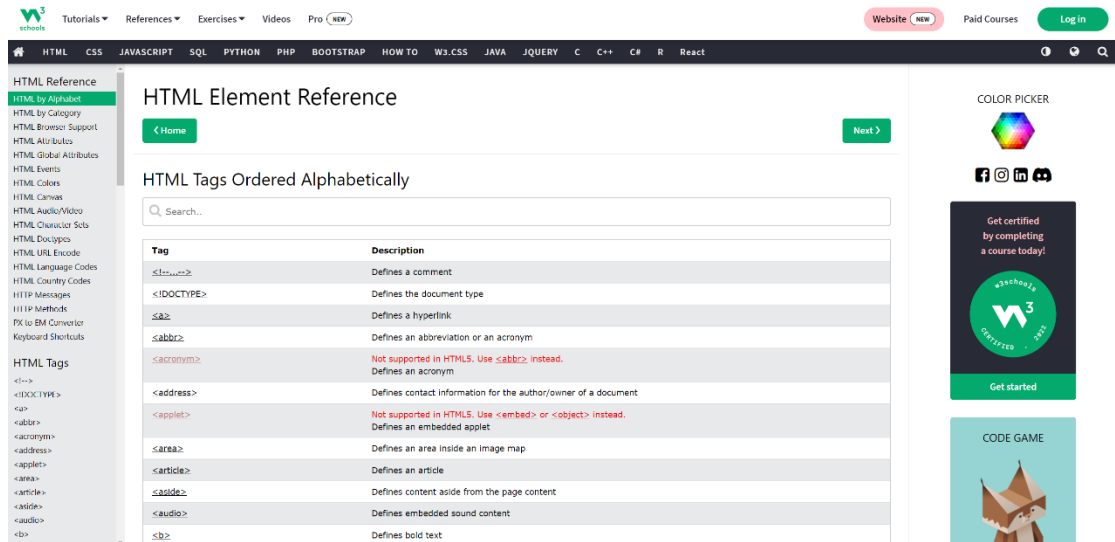 w3 schools
Tutorials References Exercises Videos Pro NEW Website NEW Paid Courses Log in
HTML CSS JAVASCRIPT SQL PYTHON PHP BOOTSTRAP HOW TO W3.CSS JAVA JQUERY C C++ C# R React
HTML Reference
HTML by Alphabet
HTML by Category
HTML Browser Support
HTML Attributes
HTML Global Attributes
HTML Events
HTML Colors
HTML Canvas
HTML Audio/Video
HTML Character Sets
HTML Doctypes
HTML URL Encode
HTML Language Codes
HTML Country Codes
HTTP Messages
HTTP Methods
PX to EM Converter
Keyboard Shortcuts
HTML Tags
<!-->
<!DOCTYPE>
<a>
<abbr>
<acronym>
<address>
<applet>
<area>
<article>
<aside>
<audio>
<b>
HTML Element Reference
❮ Home Next ❯
HTML Tags Ordered Alphabetically
Search..
Tag Description
<!--...--> Defines a comment
<!DOCTYPE> Defines the document type
<a> Defines a hyperlink
<abbr> Defines an abbreviation or an acronym
<acronym> Not supported in HTML5. Use <abbr> instead.
Defines an acronym
<address> Defines contact information for the author/owner of a document
<applet> Not supported in HTML5. Use <embed> or <object> instead.
Defines an embedded applet
<area> Defines an area inside an image map
<article> Defines an article
<aside> Defines content aside from the page content
<audio> Defines embedded sound content
<b> Defines bold text
COLOR PICKER
Get certified
by completing
a course today!
w3schools
w3
CERTIFIED . 2022
Get started
CODE GAME